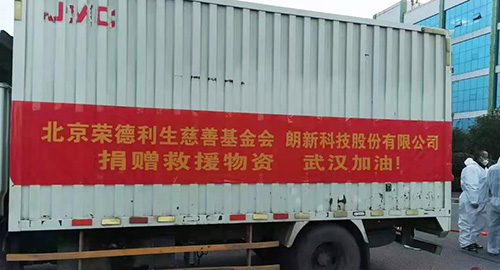 JMC
北京荣德利生慈善基金会 朗新科技股份有限公司
捐赠救援物资 武汉加油!